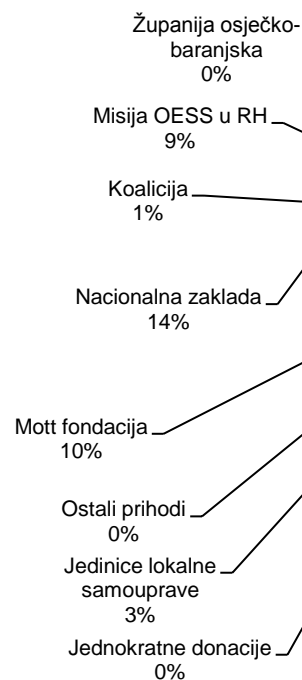 Županija osječko-
baranjska
0%
Misija OESS u RH
9%
Koalicija
1%
Nacionalna zaklada
14%
Mott fondacija
10%
Ostali prihodi
0%
Jedinice lokalne
samouprave
3%
Jednokratne donacije
0%